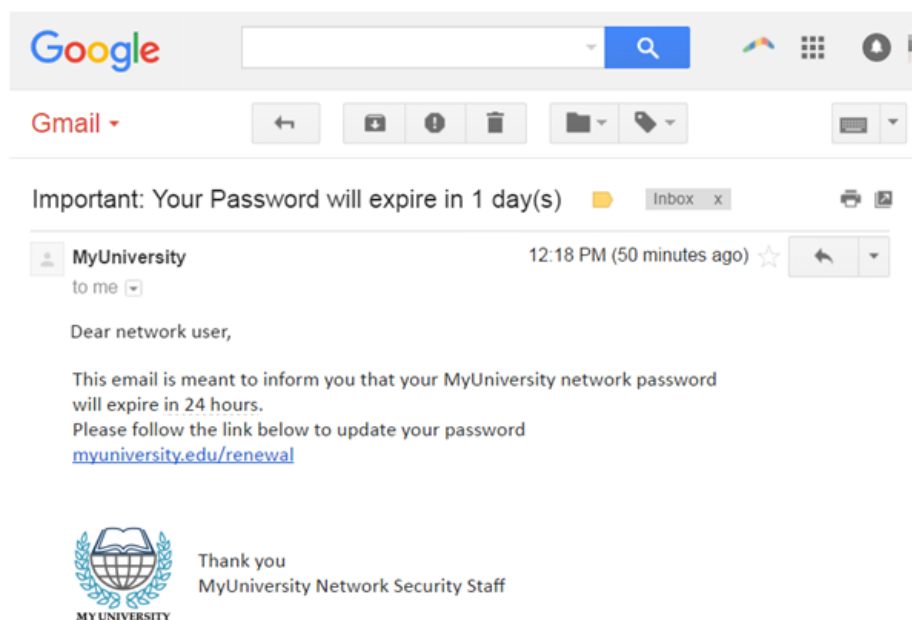 Google
Gmail
Important: Your Password will expire in 1 day(s) Inbox x
MyUniversity 12:18 PM (50 minutes ago)
to me
Dear network user,
This email is meant to inform you that your MyUniversity network password
will expire in 24 hours.
Please follow the link below to update your password
myuniversity.edu/renewal
Thank you
MyUniversity Network Security Staff
MY UNIVERSITY